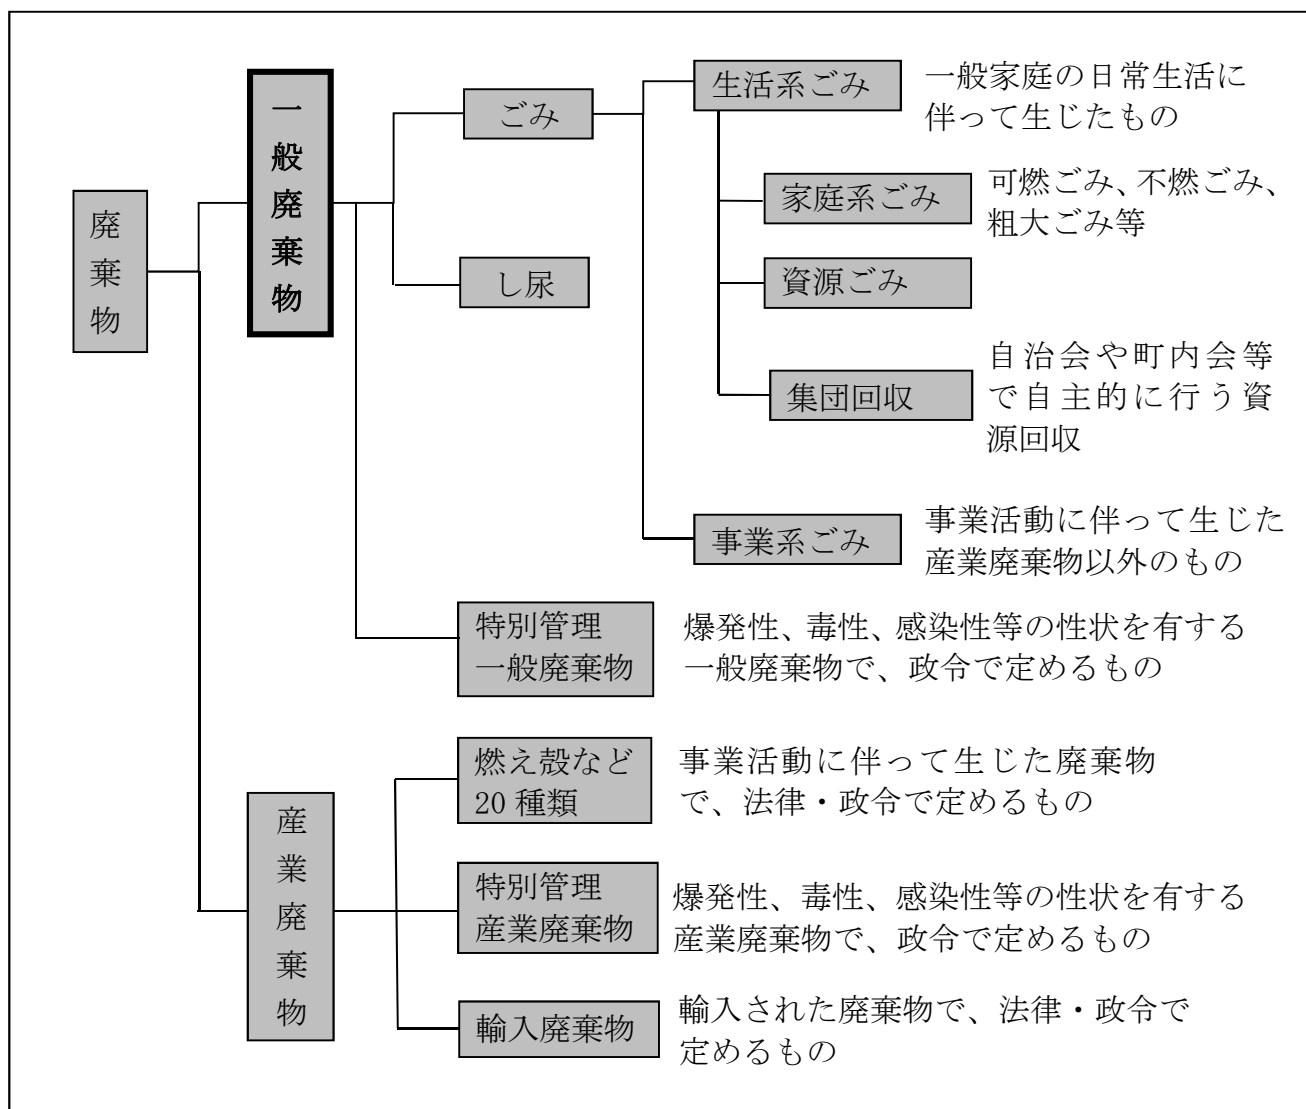 廃棄物
一般廃棄物
ごみ
生活系ごみ
一般家庭の日常生活に
伴って生じたもの
家庭系ごみ
可燃ごみ、不燃ごみ、
粗大ごみ等
資源ごみ
集団回収
自治会や町内会等
で自主的に行う資
源回収
事業系ごみ
事業活動に伴って生じた
産業廃棄物以外のもの
し尿
特別管理
一般廃棄物
爆発性、毒性、感染性等の性状を有する
一般廃棄物で、政令で定めるもの
産業廃棄物
燃え殻など
20 種類
事業活動に伴って生じた廃棄物
で、法律・政令で定めるもの
特別管理
産業廃棄物
爆発性、毒性、感染性等の性状を有する
産業廃棄物で、政令で定めるもの
輸入廃棄物
輸入された廃棄物で、法律・政令で
定めるもの